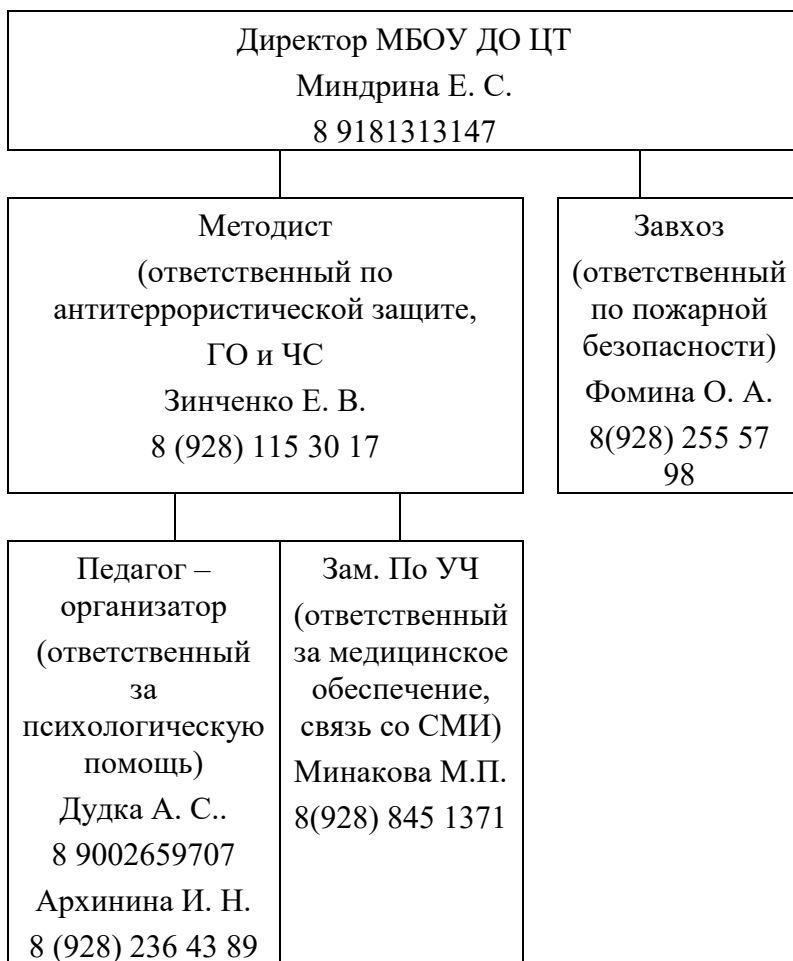 Директор МБОУ ДО ЦТ
Миндрина Е. С.
8 9181313147
Методист
(ответственный по
антитеррористической защите,
ГО и ЧС
Зинченко Е. В.
8 (928) 115 30 17
Завхоз
(ответственный
по пожарной
безопасности)
Фомина О. А.
8(928) 255 57
98
Педагог –
организатор
(ответственный
за
психологическую
помощь)
Дудка А. С..
8 9002659707
Архинина И. Н.
8 (928) 236 43 89
Зам. По УЧ
(ответственный
за медицинское
обеспечение,
связь со СМИ)
Минакова М.П.
8(928) 845 1371